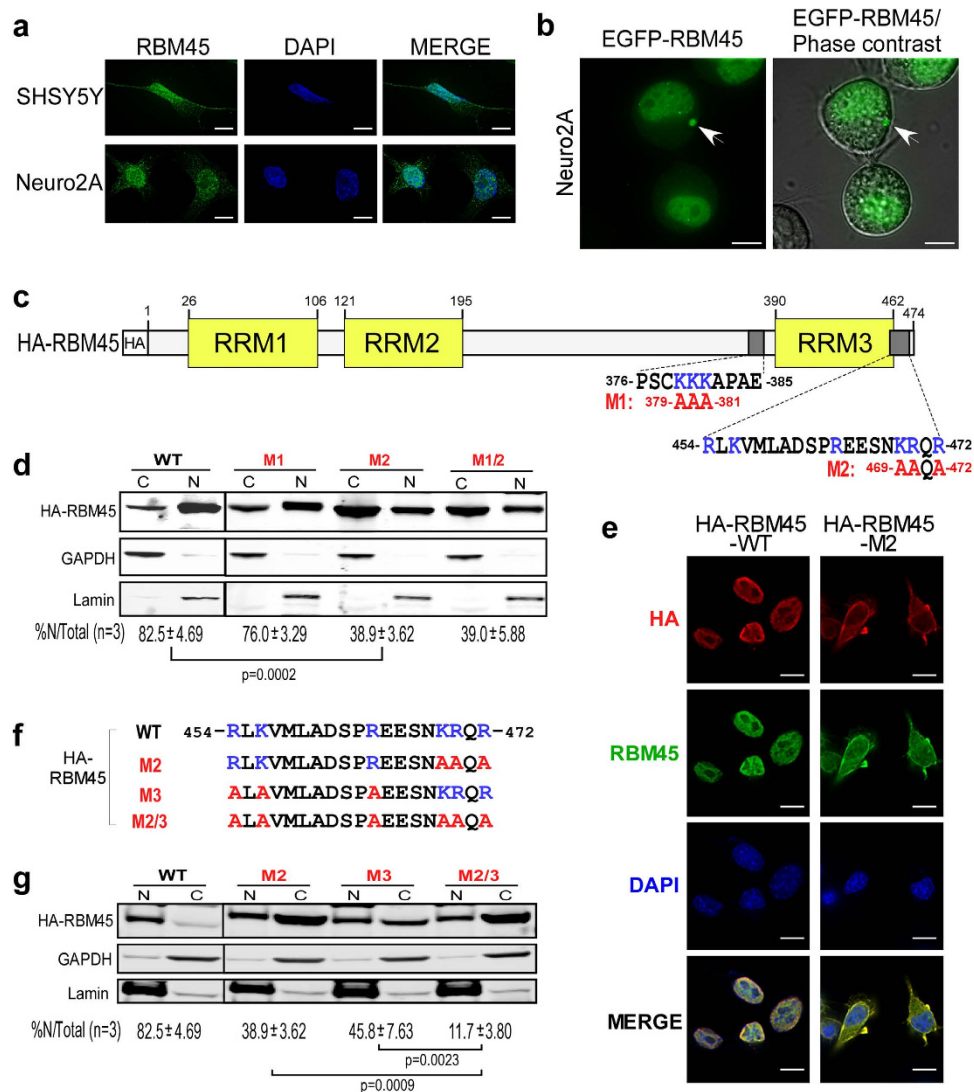 a
RBM45 DAPI MERGE
SHSY5Y
Neuro2A
b
EGFP-RBM45
EGFP-RBM45/
Phase contrast
Neuro2A
c
1 26 106 121 195 390 462 474
HA-RBM45 HA RRM1 RRM2 RRM3
376-PSCKKKAPAE-385
M1: 379-AAA-381
454-RLKVMLADSPREESNKRQR-472
M2: 469-AAQA-472
d
WT M1 M2 M1/2
C N C N C N C N
HA-RBM45
GAPDH
Lamin
%N/Total (n=3) 82.5±4.69 76.0±3.29 38.9±3.62 39.0±5.88
p=0.0002
e
HA-RBM45
-WT
HA-RBM45
-M2
HA
RBM45
DAPI
MERGE
f
HA-
RBM45
WT 454-RLKVMLADSPREESNKRQR-472
M2 RLKVMLADSPREESNAAQA
M3 ALAVMLADSPAEESNKRQR
M2/3 ALAVMLADSPAEESNAAQA
g
WT M2 M3 M2/3
N C N C N C N C
HA-RBM45
GAPDH
Lamin
%N/Total (n=3) 82.5±4.69 38.9±3.62 45.8±7.63 11.7±3.80
p=0.0023
p=0.0009